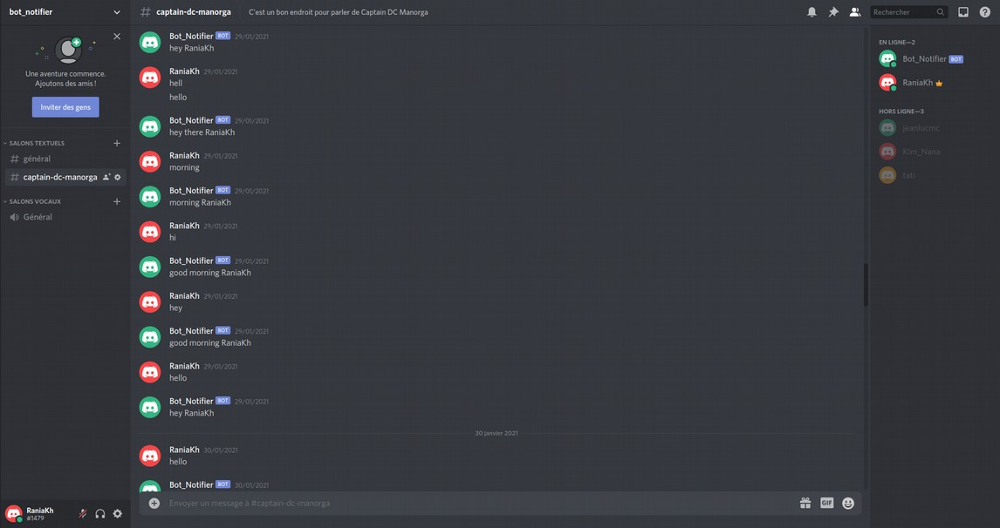 bot_notifier
Une aventure commence.
Ajoutons des amis !
Inviter des gens
SALONS TEXTUELS
général
captain-dc-manorga
SALONS VOCAUX
Général
RaniaKh
#1479
captain-dc-manorga
C'est un bon endroit pour parler de Captain DC Manorga
Rechercher
Bot_Notifier BOT 29/01/2021
hey RaniaKh
RaniaKh 29/01/2021
hell
hello
Bot_Notifier BOT 29/01/2021
hey there RaniaKh
RaniaKh 29/01/2021
morning
Bot_Notifier BOT 29/01/2021
morning RaniaKh
RaniaKh 29/01/2021
hi
Bot_Notifier BOT 29/01/2021
good morning RaniaKh
RaniaKh 29/01/2021
hey
Bot_Notifier BOT 29/01/2021
good morning RaniaKh
RaniaKh 29/01/2021
hello
Bot_Notifier BOT 29/01/2021
hey RaniaKh
30 janvier 2021
RaniaKh 30/01/2021
hello
Bot_Notifier BOT 30/01/2021
Envoyer un message à #captain-dc-manorga
GIF
EN LIGNE—2
Bot_Notifier BOT
RaniaKh
HORS LIGNE—3
jeanlucmc
Kim_Nana
tati